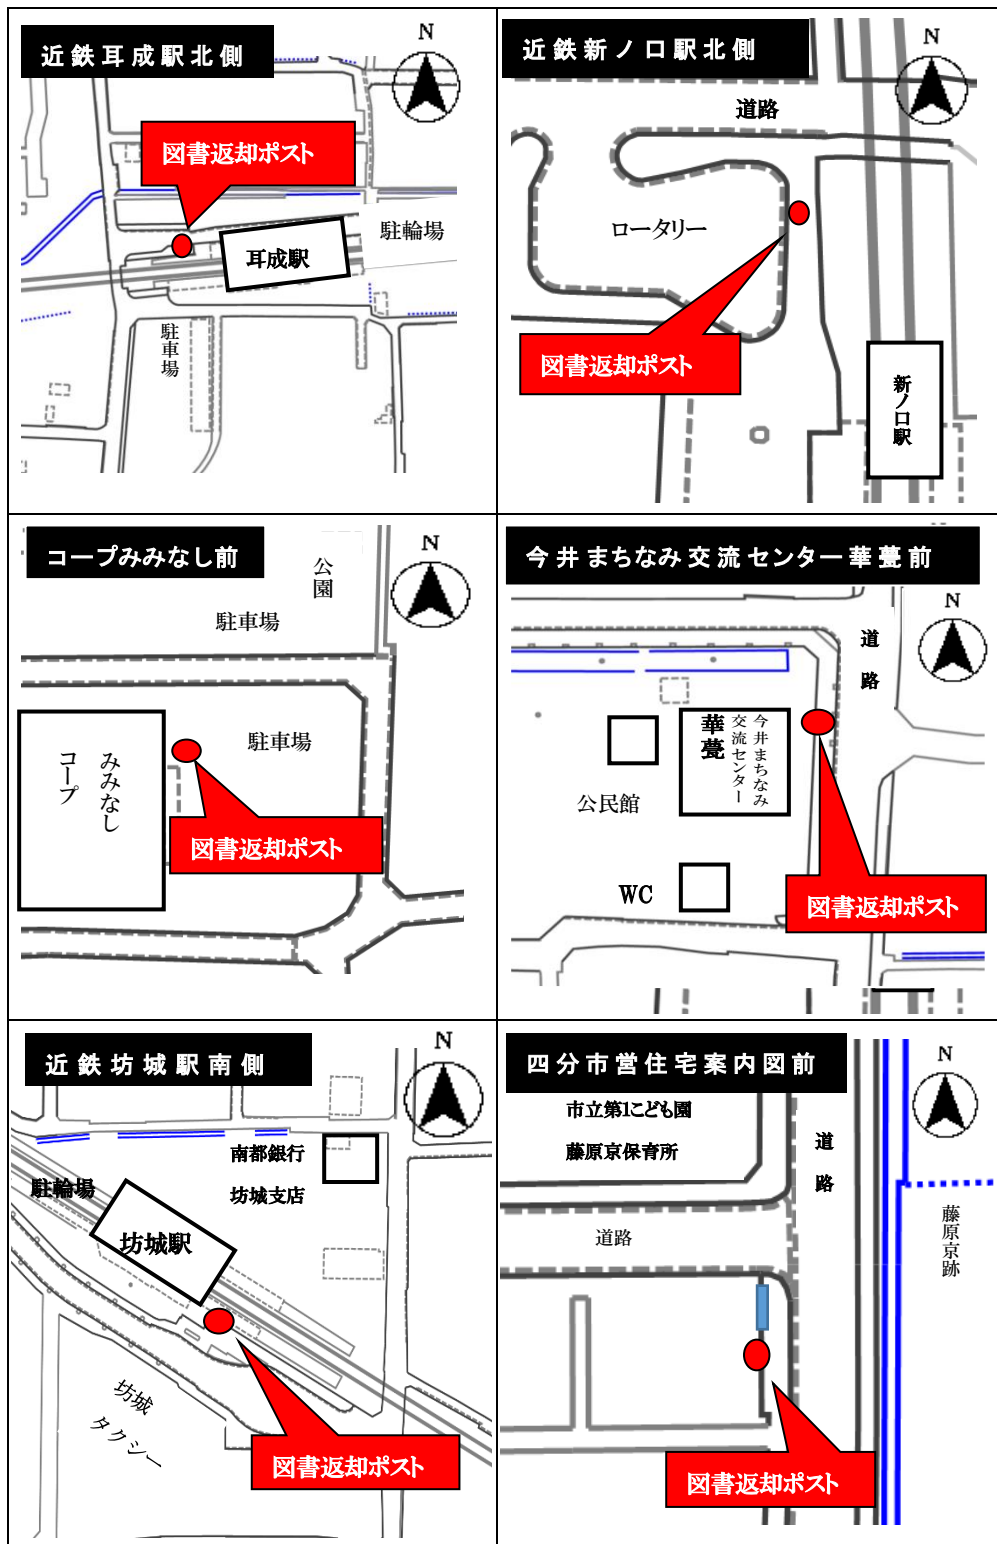 近鉄耳成駅北側
N
図書返却ポスト
駐輪場
耳成駅
駐車場
近鉄新ノ口駅北側
N
道路
ロータリー
図書返却ポスト
新ノ口駅
コープみみなし前
N
公園
駐車場
駐車場
みみなし
コープ
図書返却ポスト
今井まちなみ交流センター華甍前
N
道路
今井まちなみ
交流センター
華甍
公民館
WC
図書返却ポスト
近鉄坊城駅南側
N
南都銀行
坊城支店
駐輪場
坊城駅
坊城
タクシー
図書返却ポスト
四分市営住宅案内図前
N
市立第1こども園
藤原京保育所
道路
道路
藤原京跡
図書返却ポスト